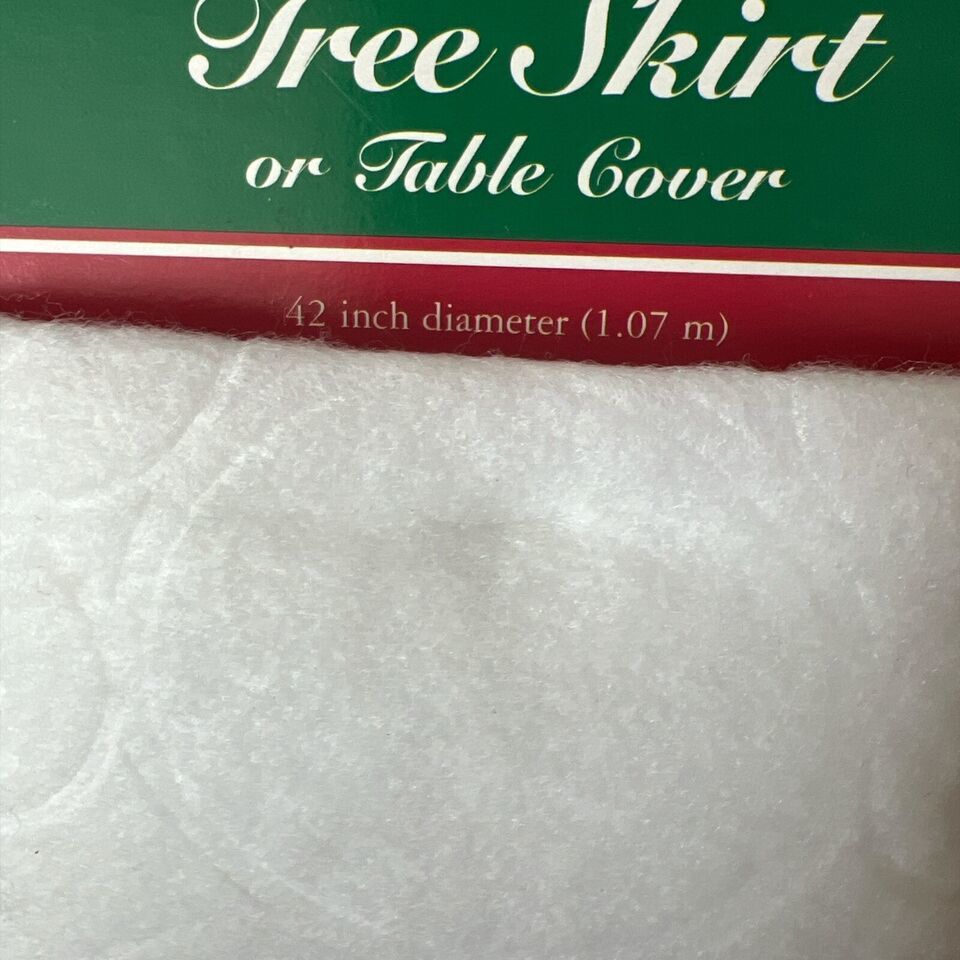 Tree Skirt
or Table Cover
42 inch diameter (1.07 m)